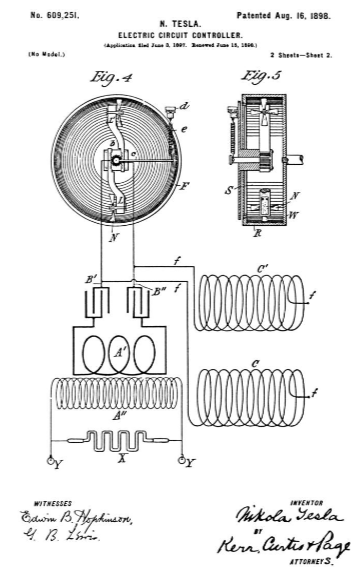 No. 609,251.
Patented Aug. 16, 1898.
N. TESLA.
ELECTRIC CIRCUIT CONTROLLER.
(Application filed June 3, 1897. Renewed June 15, 1898.)
(No Model.)
2 Sheets—Sheet 2.
Fig. 4
Fig. 5
d
L
e
B
c
F
L
N
S
N
W
R
B'
B"
f
f
C'
f
A'
C
f
A"
X
Y
Y
WITNESSES
Edwin B. Hopkinson,
INVENTOR
Nikola Tesla
BY
Kerr, Curtis & Page
ATTORNEYS.